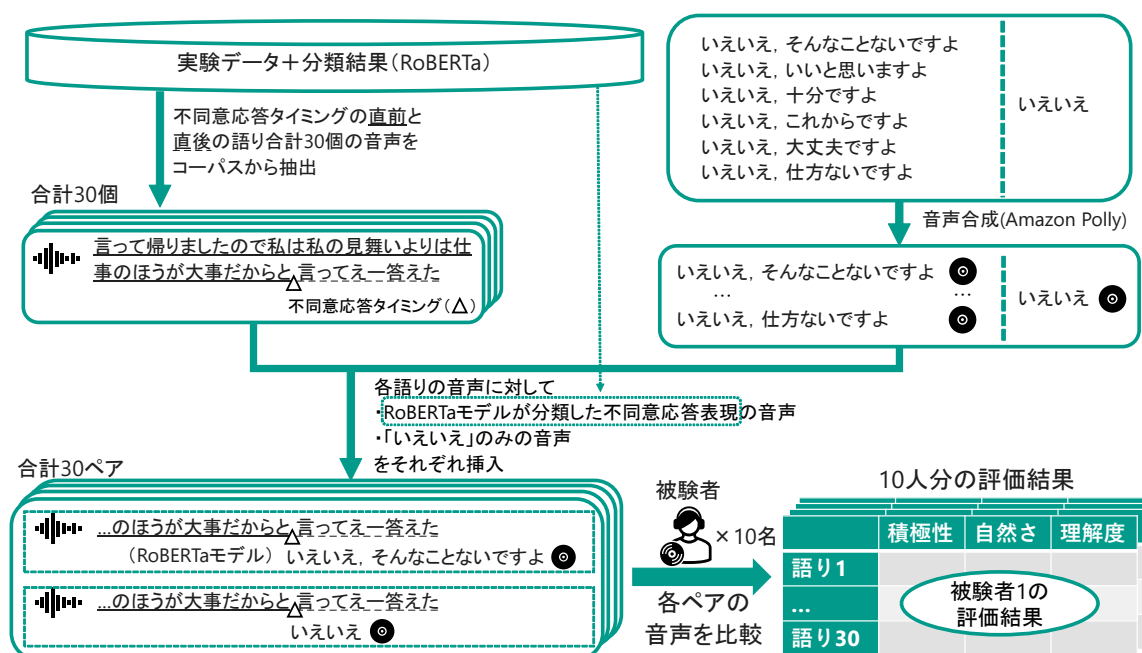 実験データ＋分類結果（RoBERTa）
不同意応答タイミングの直前と
直後の語り合計30個の音声を
コーパスから抽出
合計30個
言って帰りましたので私は私の見舞いよりは仕
事のほうが大事だからと△言ってえー答えた
不同意応答タイミング（△）
いえいえ，そんなことないですよ
いえいえ，いいと思いますよ
いえいえ，十分ですよ
いえいえ，これからですよ
いえいえ，大丈夫ですよ
いえいえ，仕方ないですよ
いえいえ
音声合成(Amazon Polly)
いえいえ，そんなことないですよ
…
いえいえ，仕方ないですよ
…
いえいえ
各語りの音声に対して
・RoBERTaモデルが分類した不同意応答表現の音声
・「いえいえ」のみの音声
をそれぞれ挿入
合計30ペア
…のほうが大事だからと△言ってえー答えた
（RoBERTaモデル） いえいえ，そんなことないですよ
…のほうが大事だからと△言ってえー答えた
いえいえ
被験者
×10名
各ペアの
音声を比較
10人分の評価結果
積極性 自然さ 理解度
語り1
…
語り30
被験者1の
評価結果